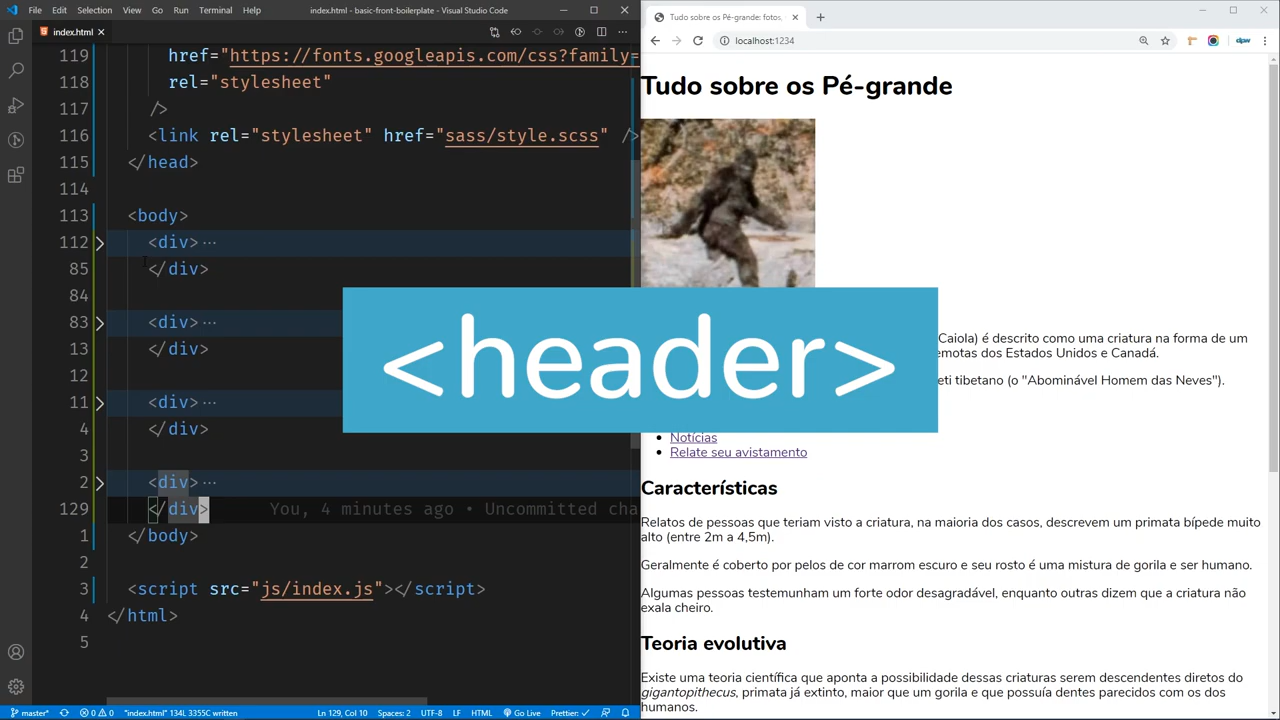 File Edit Selection View Go Run Terminal Help
index.html - basic-front-boilerplate - Visual Studio Code
index.html
119 href="https://fonts.googleapis.com/css?family=
118 rel="stylesheet"
117 />
116 <link rel="stylesheet" href="sass/style.scss" />
115 </head>
114
113 <body>
112 <div>···
85 </div>
84
83 <div>···
13 </div>
12
11 <div>···
4 </div>
3
2 <div>···
129 </div> You, 4 minutes ago • Uncommitted cha
1 </body>
2
3 <script src="js/index.js"></script>
4 </html>
5
master* 0 0 "index.html" 134L 3355C written Ln 129, Col 10 Spaces: 2 UTF-8 LF HTML Go Live Prettier: ✓
<header>
Tudo sobre os Pé-grande: fotos,
localhost:1234
dpw
Tudo sobre os Pé-grande
Caiola) é descrito como uma criatura na forma de um
emotas dos Estados Unidos e Canadá.
eti tibetano (o "Abominável Homem das Neves").
• Notícias
• Relate seu avistamento
Características
Relatos de pessoas que teriam visto a criatura, na maioria dos casos, descrevem um primata bípede muito
alto (entre 2m a 4,5m).
Geralmente é coberto por pelos de cor marrom escuro e seu rosto é uma mistura de gorila e ser humano.
Algumas pessoas testemunham um forte odor desagradável, enquanto outras dizem que a criatura não
exala cheiro.
Teoria evolutiva
Existe uma teoria científica que aponta a possibilidade dessas criaturas serem descendentes diretos do
gigantopithecus, primata já extinto, maior que um gorila e que possuía dentes parecidos com os dos
humanos.